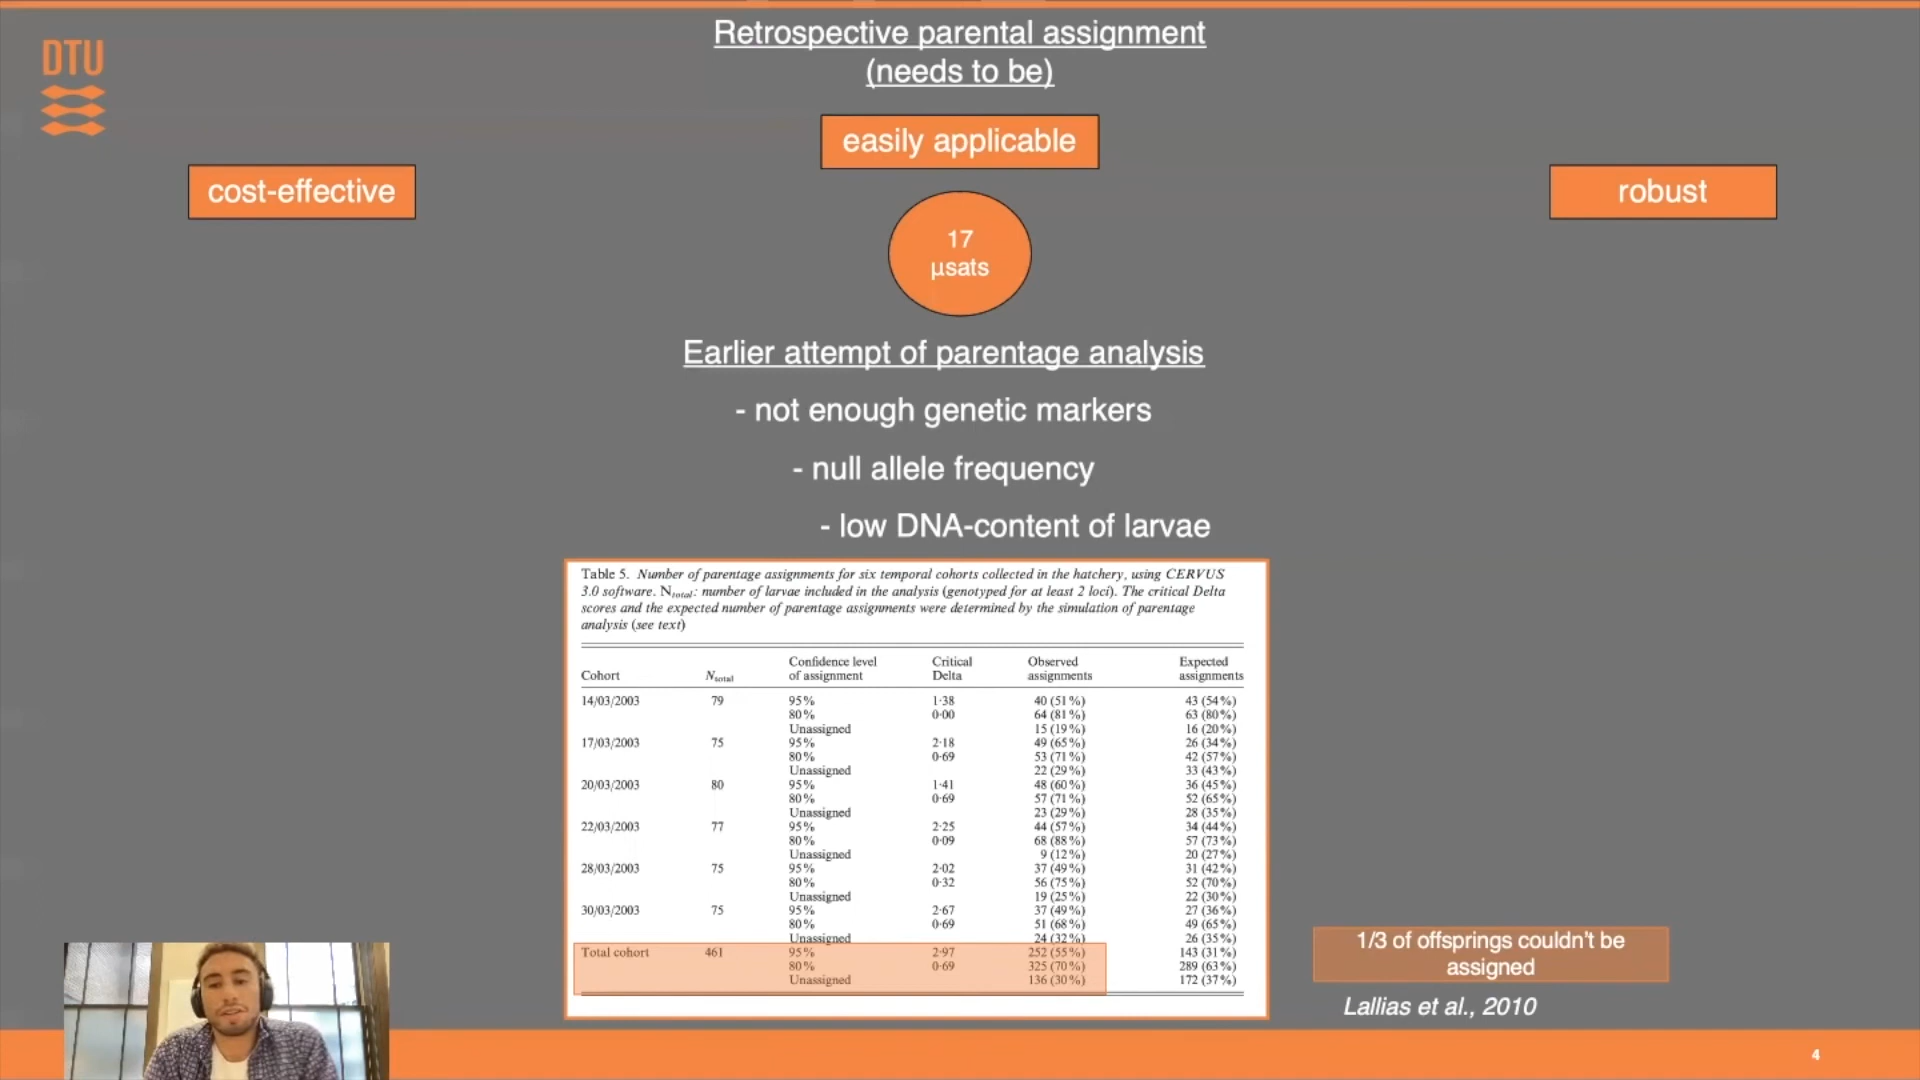 Retrospective parental assignment
(needs to be)
DTU
easily applicable
cost-effective
robust
17
µsats
Earlier attempt of parentage analysis
- not enough genetic markers
- null allele frequency
- low DNA-content of larvae
Table 5. Number of parentage assignments for six temporal cohorts collected in the hatchery, using CERVUS
3.0 software. Ntotal: number of larvae included in the analysis (genotyped for at least 2 loci). The critical Delta
scores and the expected number of parentage assignments were determined by the simulation of parentage
analysis (see text)
Confidence level Critical Observed Expected
Cohort Ntotal of assignment Delta assignments assignments
14/03/2003 79 95% 1·38 40 (51%) 43 (54%)
80% 0·00 64 (81%) 63 (80%)
Unassigned 15 (19%) 16 (20%)
17/03/2003 75 95% 2·18 49 (65%) 26 (34%)
80% 0·69 53 (71%) 42 (57%)
Unassigned 22 (29%) 33 (43%)
20/03/2003 80 95% 1·41 48 (60%) 36 (45%)
80% 0·69 57 (71%) 52 (65%)
Unassigned 23 (29%) 28 (35%)
22/03/2003 77 95% 2·25 44 (57%) 34 (44%)
80% 0·09 68 (88%) 57 (73%)
Unassigned 9 (12%) 20 (27%)
28/03/2003 75 95% 2·02 37 (49%) 31 (42%)
80% 0·32 56 (75%) 52 (70%)
Unassigned 19 (25%) 22 (30%)
30/03/2003 75 95% 2·67 37 (49%) 27 (36%)
80% 0·69 51 (68%) 49 (65%)
Unassigned 24 (32%) 26 (35%)
Total cohort 461 95% 2·97 252 (55%) 143 (31%)
80% 0·69 325 (70%) 289 (63%)
Unassigned 136 (30%) 172 (37%)
1/3 of offsprings couldn't be
assigned
Lallias et al., 2010
4